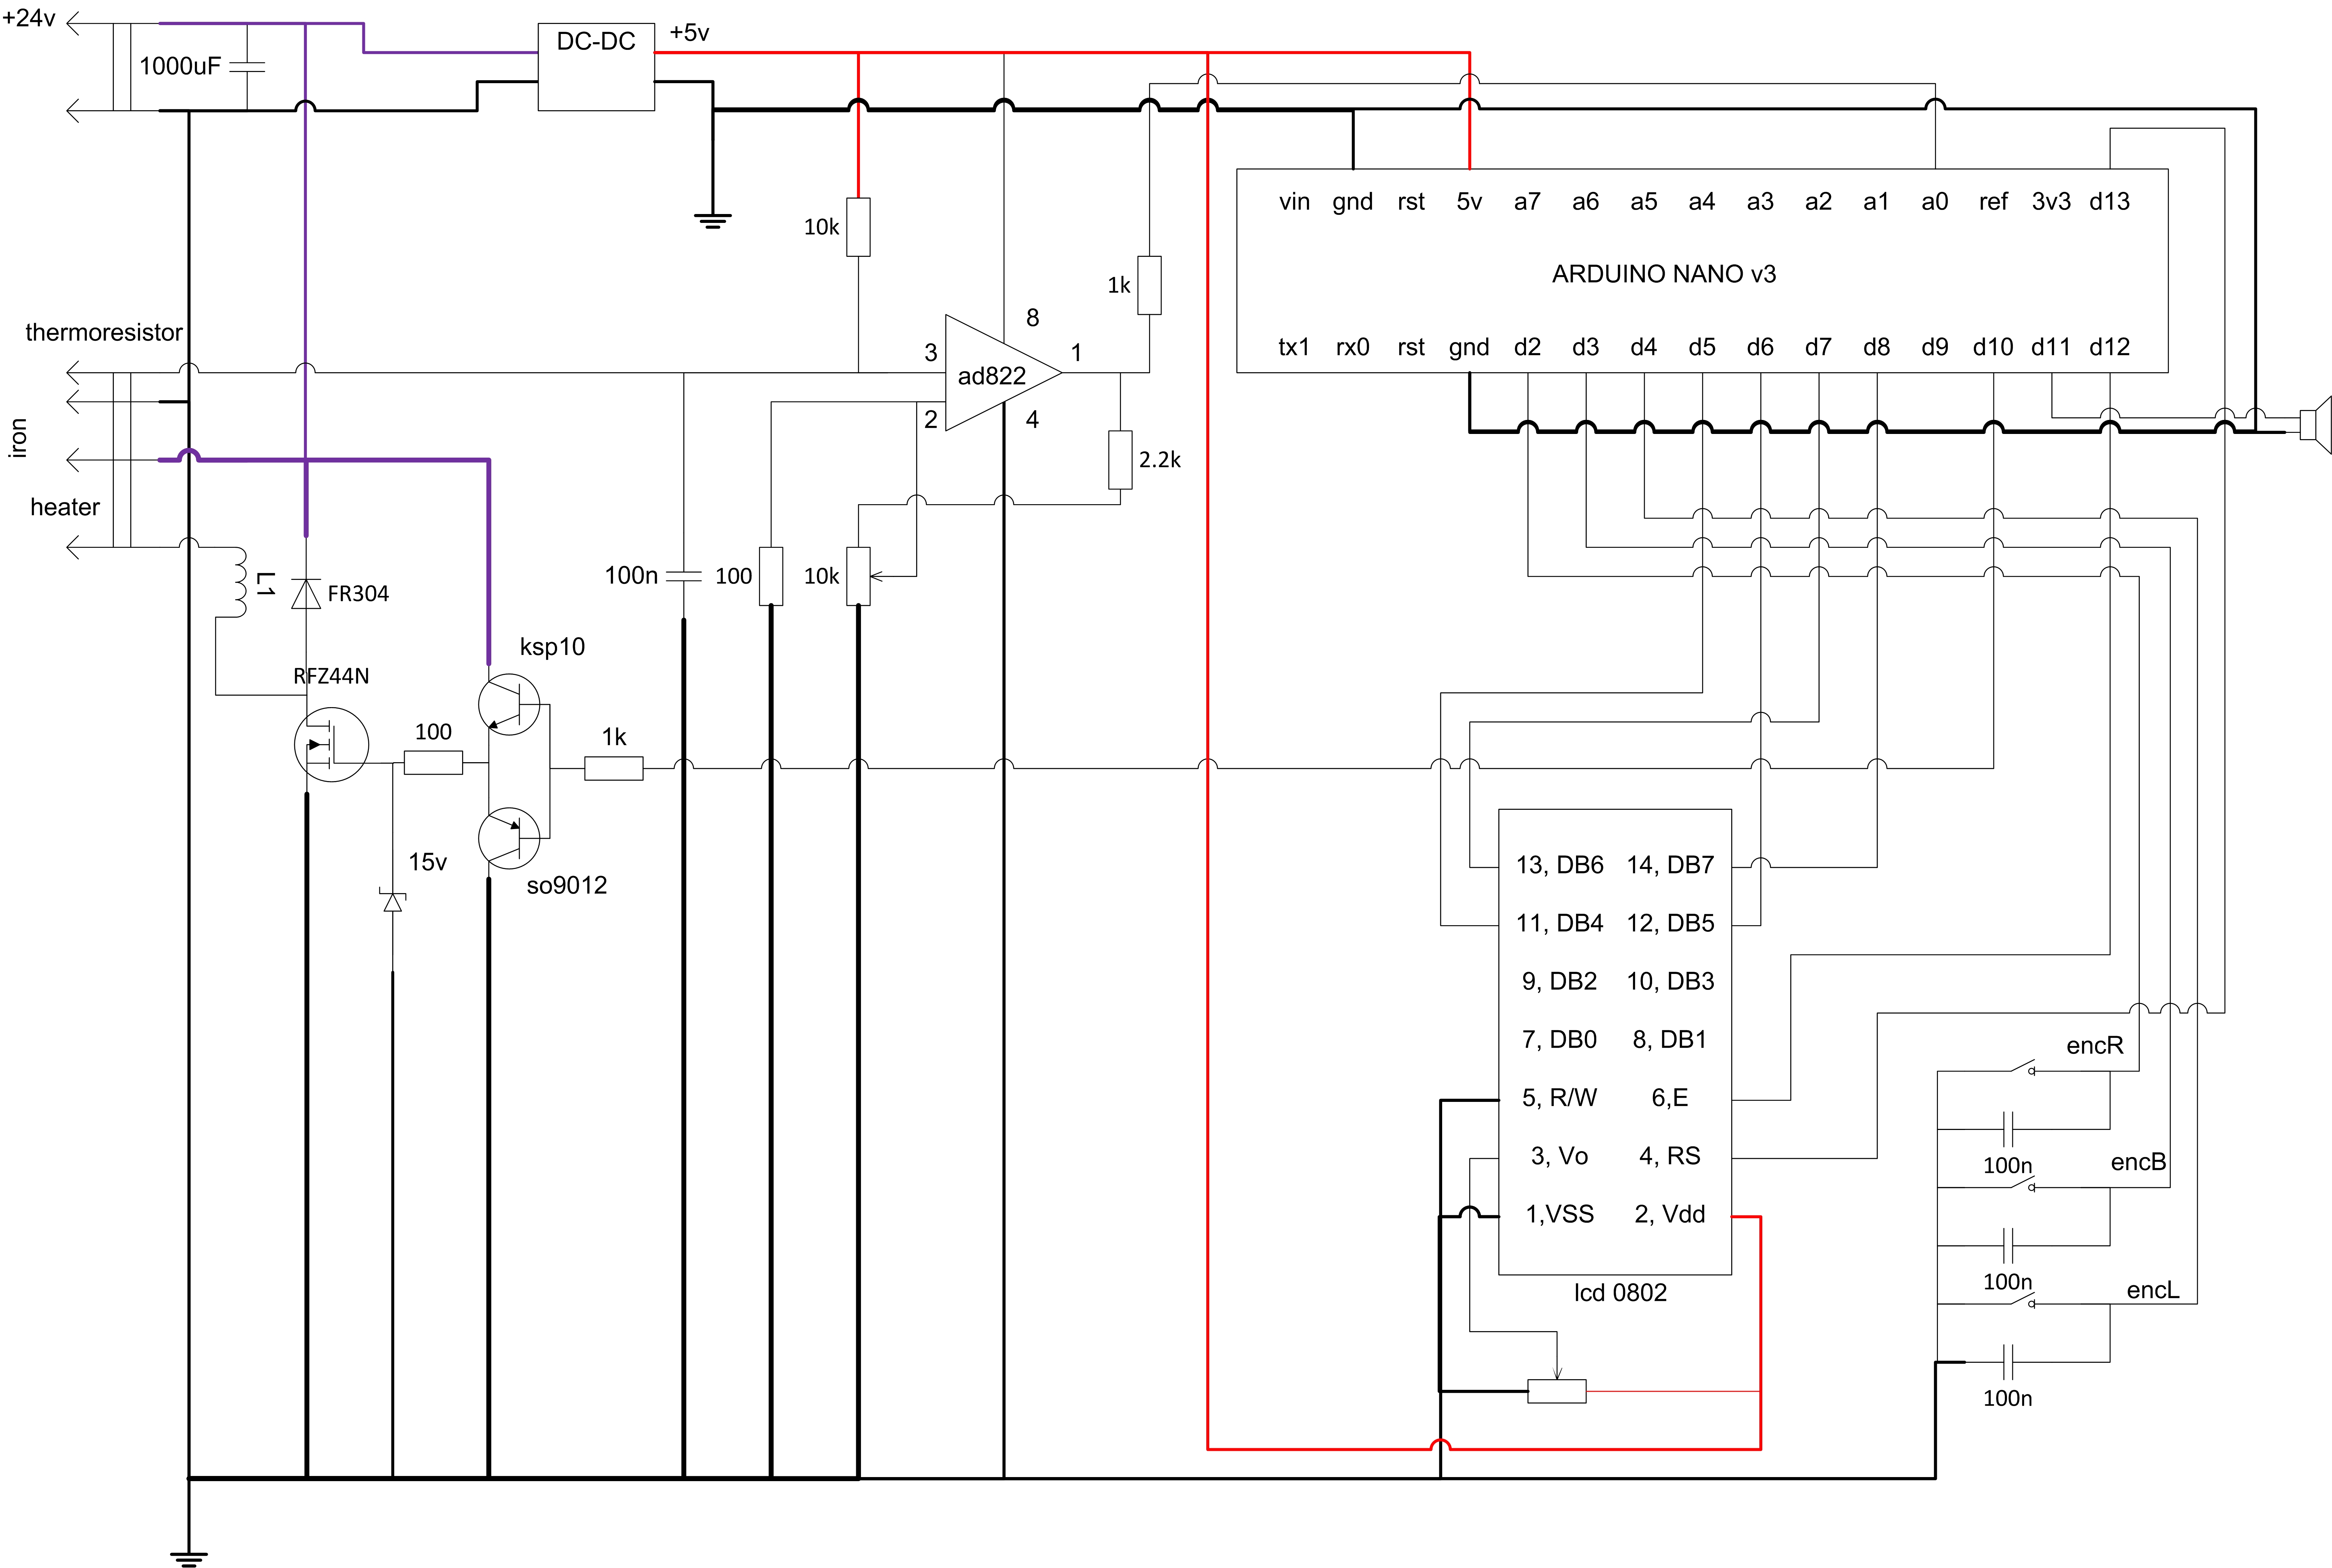 +24v
1000uF
DC-DC
+5v
10k
1k
vin gnd rst 5v a7 a6 a5 a4 a3 a2 a1 a0 ref 3v3 d13
ARDUINO NANO v3
tx1 rx0 rst gnd d2 d3 d4 d5 d6 d7 d8 d9 d10 d11 d12
thermoresistor
iron
heater
8
3
1
ad822
2
4
2.2k
L1
FR304
100n
100
10k
ksp10
RFZ44N
100
1k
15v
so9012
13, DB6 14, DB7
11, DB4 12, DB5
9, DB2 10, DB3
7, DB0 8, DB1
5, R/W 6,E
3, Vo 4, RS
1,VSS 2, Vdd
lcd 0802
encR
100n
encB
100n
encL
100n